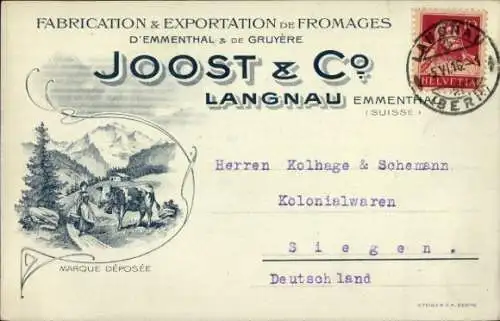 FABRICATION & EXPORTATION DE FROMAGES
D'EMMENTHAL & DE GRUYÈRE
JOOST & Cº
LANGNAU EMMENTHAL
(SUISSE)
LANGNAU
(BERN)
HELVETIA
Herren Kolhage & Schemann
Kolonialwaren
Siegen.
Deutschland
MARQUE DÉPOSÉE